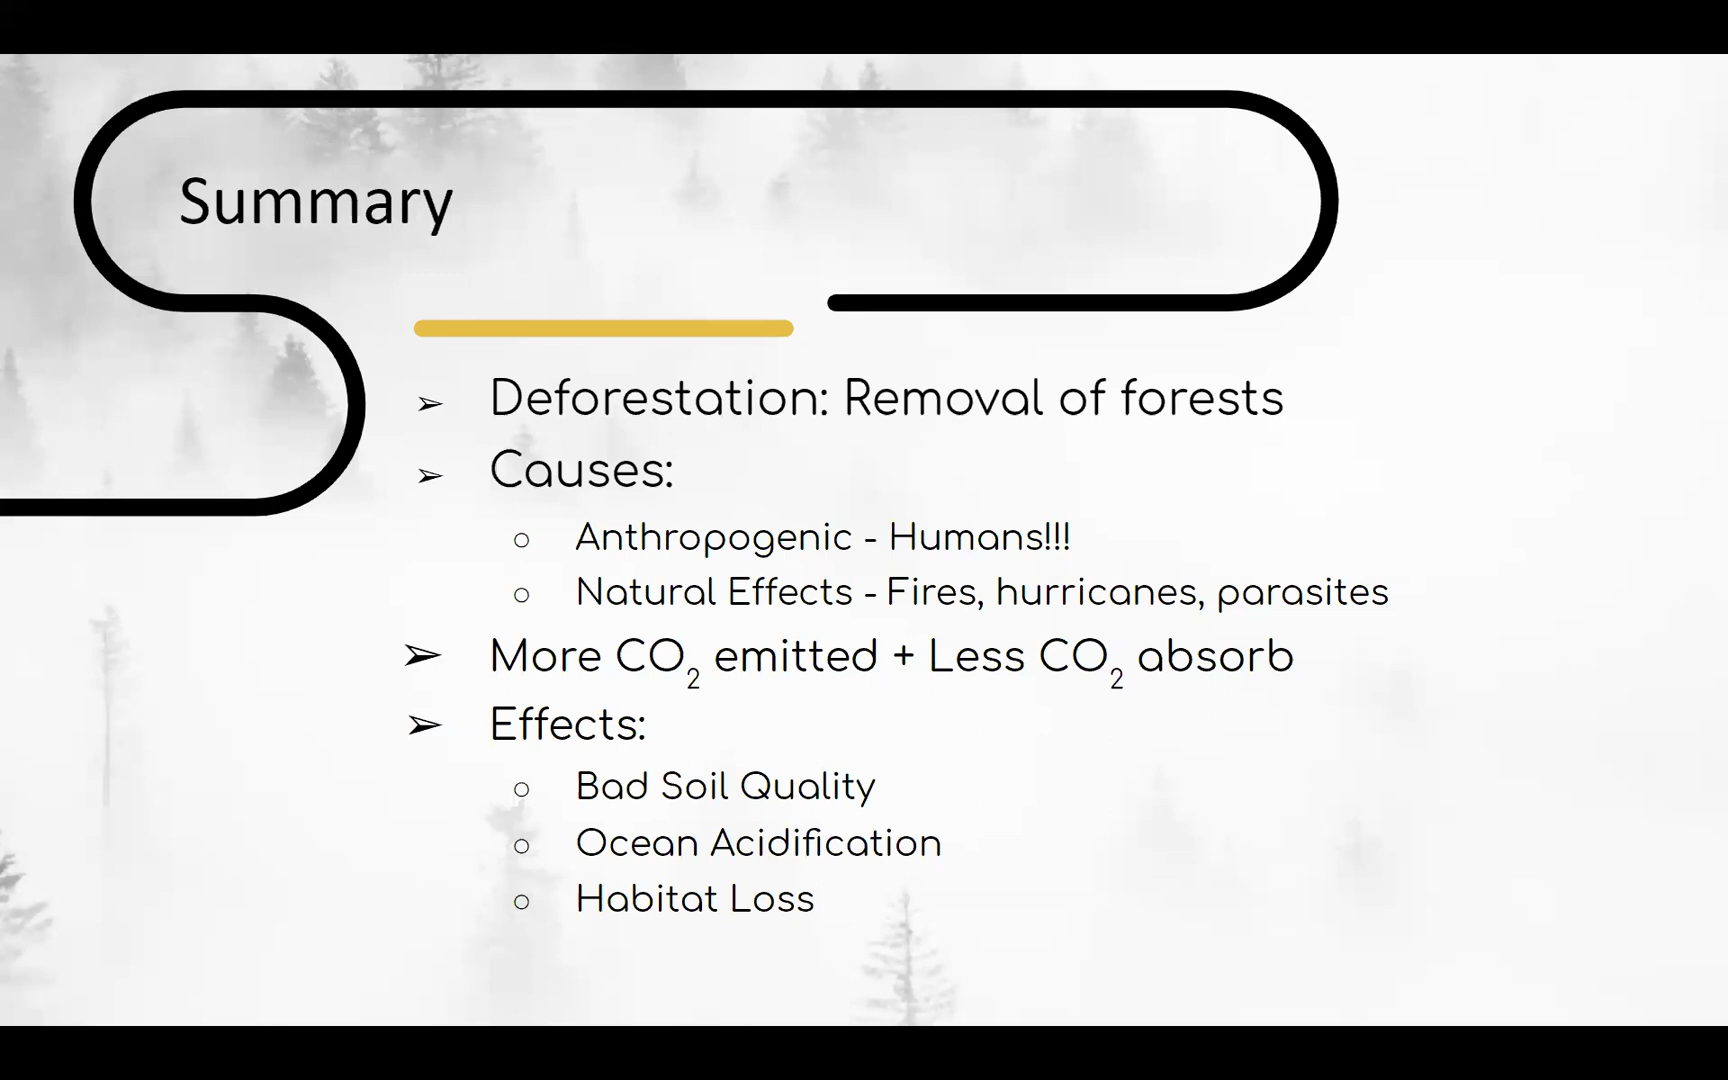 Summary
➢ Deforestation: Removal of forests
➢ Causes:
○ Anthropogenic - Humans!!!
○ Natural Effects - Fires, hurricanes, parasites
➢ More CO₂ emitted + Less CO₂ absorb
➢ Effects:
○ Bad Soil Quality
○ Ocean Acidification
○ Habitat Loss